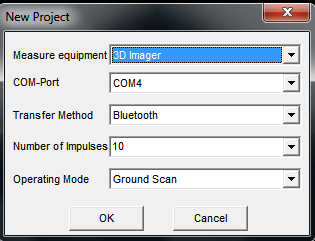 New Project
Measure equipment 3D Imager
COM-Port COM4
Transfer Method Bluetooth
Number of Impulses 10
Operating Mode Ground Scan
OK Cancel